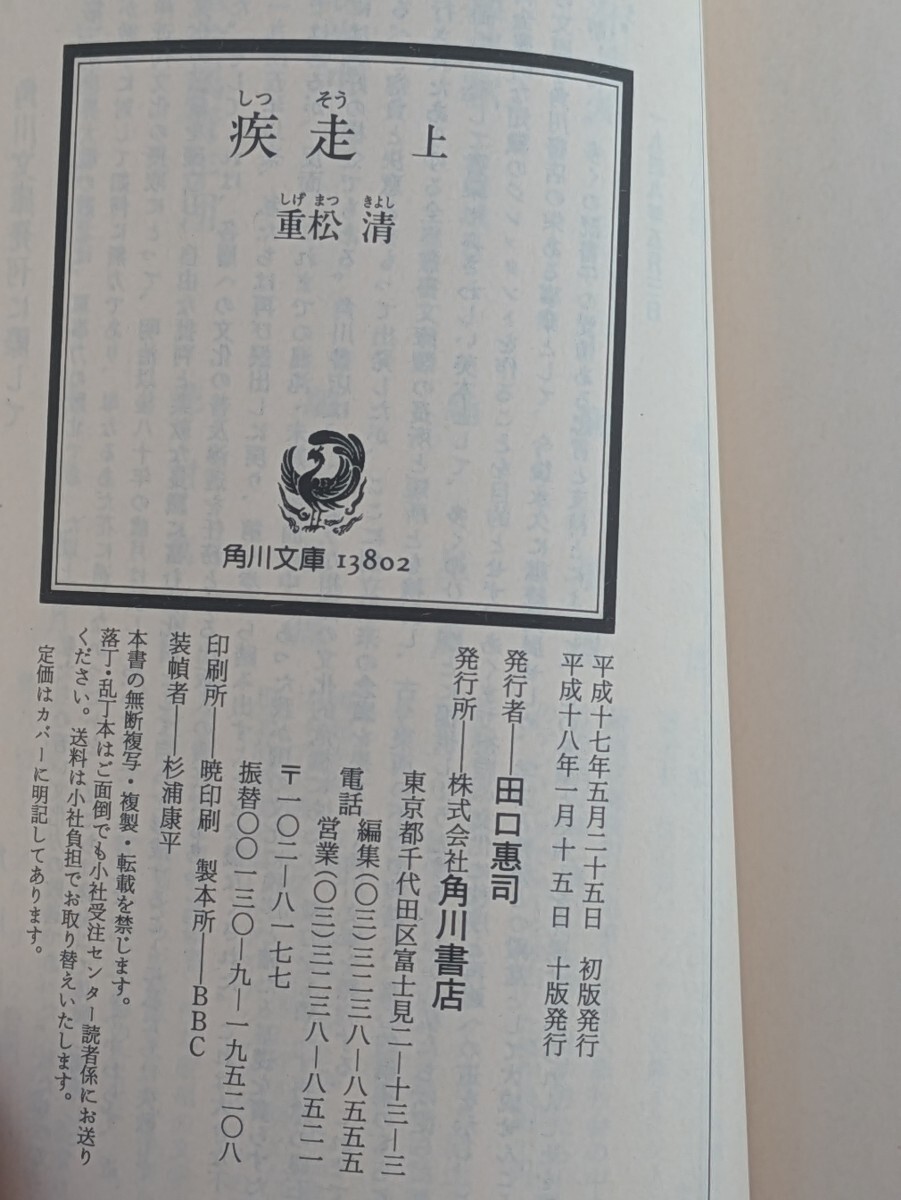 しつ そう
疾走 上
しげ まつ きよし
重松 清
角川文庫 13802
平成十七年五月二十五日 初版発行
平成十八年一月十五日 十版発行
発行者――田口惠司
発行所――株式会社角川書店
東京都千代田区富士見二―十三―三
電話 編集(〇三)三二三八―八五五五
営業(〇三)三二三八―八五二一
〒一〇二―八一七七
振替〇〇一三〇―九―一九五二〇八
印刷所――暁印刷 製本所――BBC
装幀者――杉浦康平
本書の無断複写・複製・転載を禁じます。
落丁・乱丁本はご面倒でも小社受注センター読者係にお送り
ください。送料は小社負担でお取り替えいたします。
定価はカバーに明記してあります。